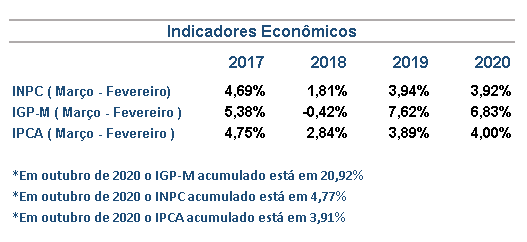 Indicadores Econômicos
2017 2018 2019 2020
INPC ( Março - Fevereiro) 4,69% 1,81% 3,94% 3,92%
IGP-M ( Março - Fevereiro ) 5,38% -0,42% 7,62% 6,83%
IPCA ( Março - Fevereiro ) 4,75% 2,84% 3,89% 4,00%
*Em outubro de 2020 o IGP-M acumulado está em 20,92%
*Em outubro de 2020 o INPC acumulado está em 4,77%
*Em outubro de 2020 o IPCA acumulado está em 3,91%